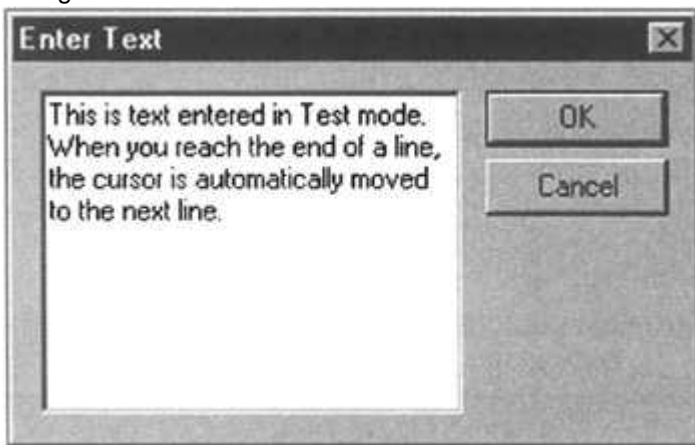 Enter Text
This is text entered in Test mode.
When you reach the end of a line,
the cursor is automatically moved
to the next line.
OK
Cancel